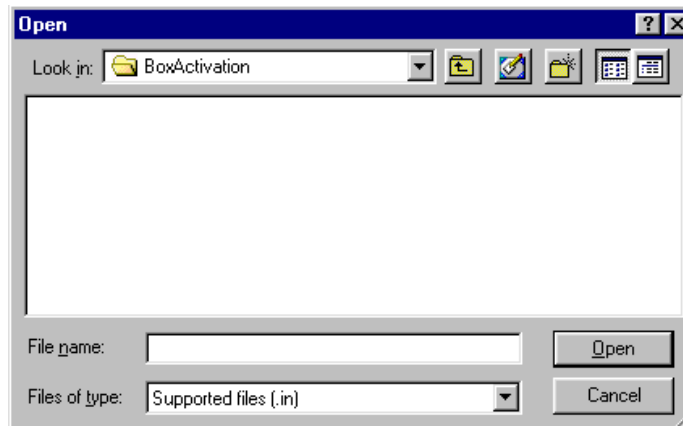 Open
Look in: BoxActivation
File name:
Open
Files of type: Supported files (.in)
Cancel